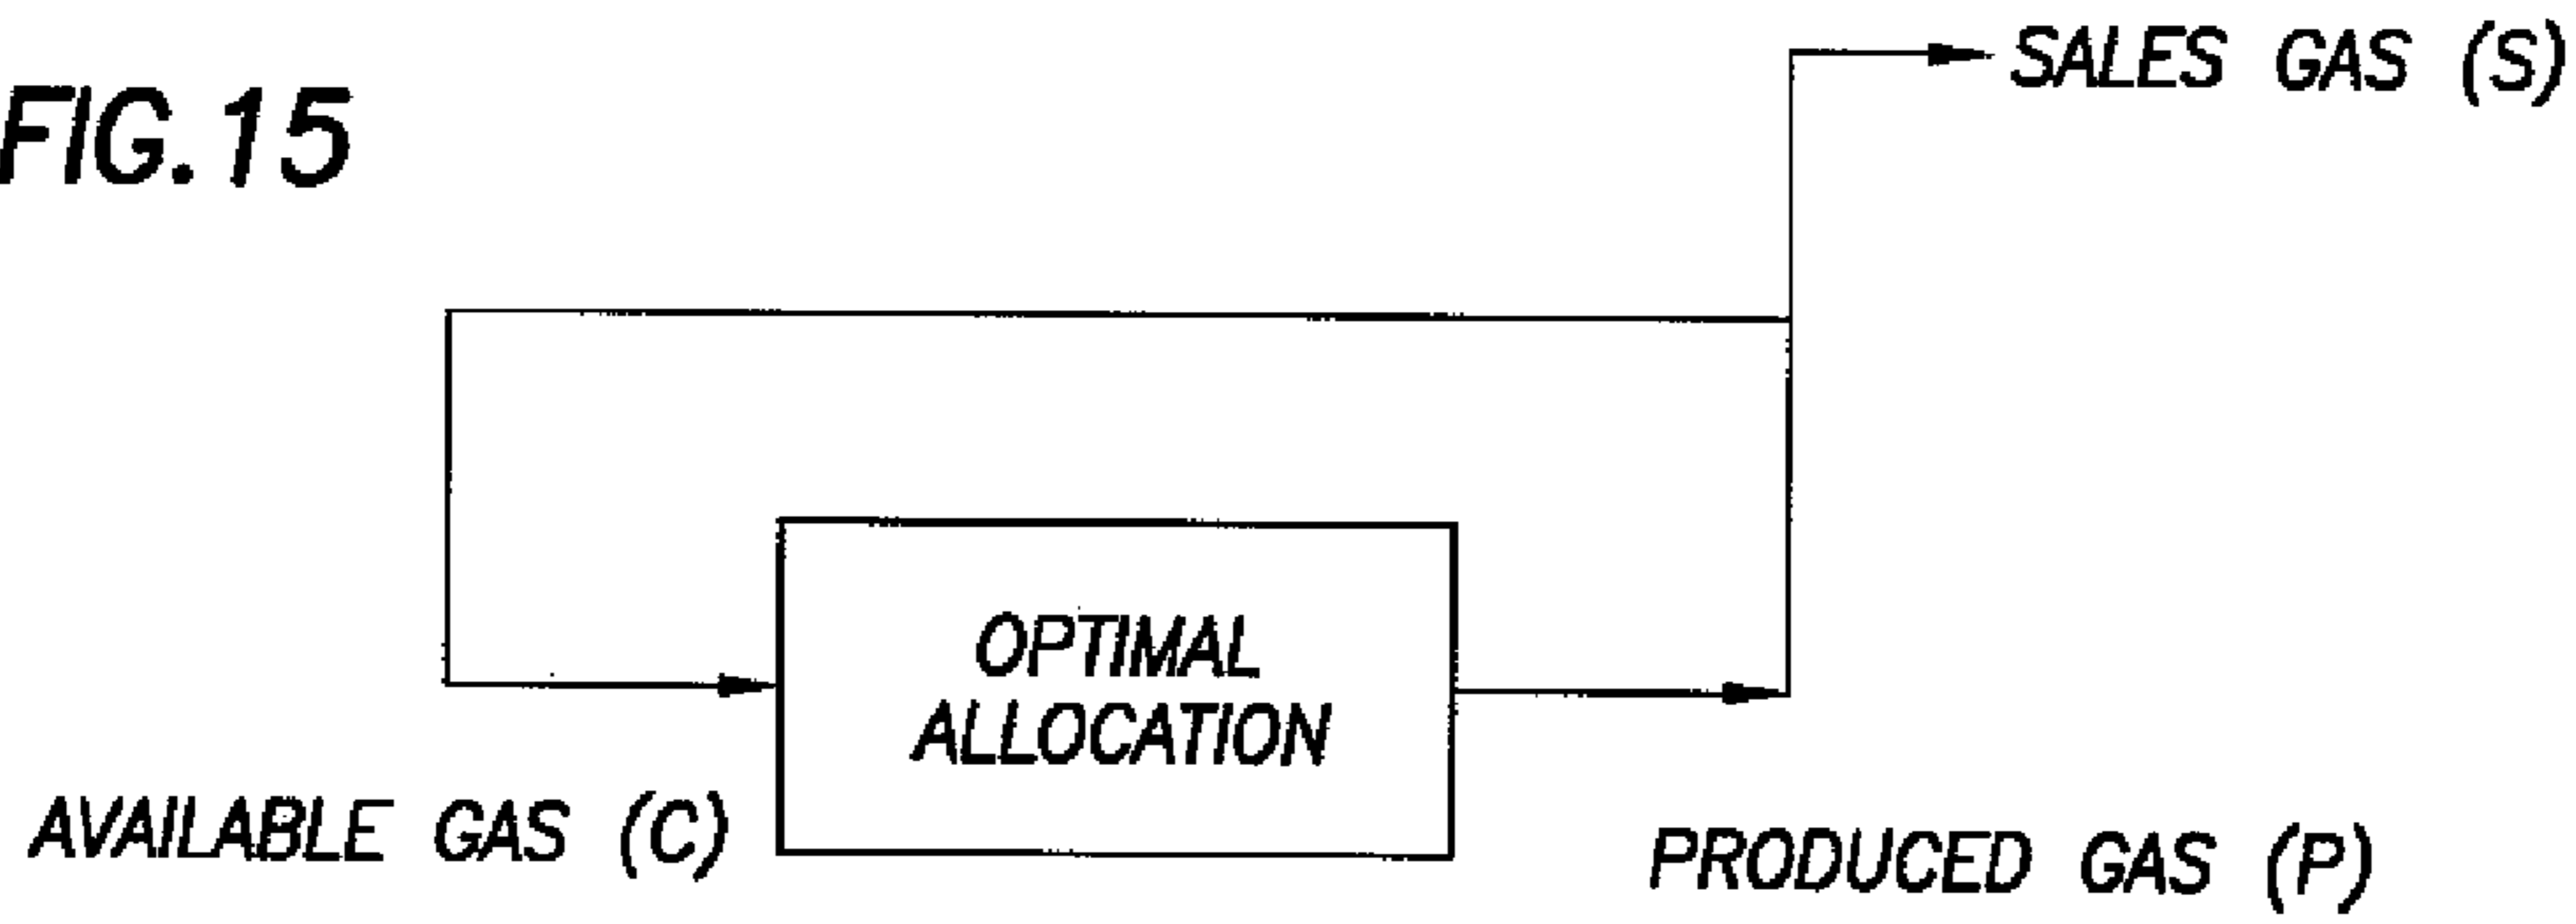 FIG. 15
SALES GAS (S)
OPTIMAL
ALLOCATION
AVAILABLE GAS (C)
PRODUCED GAS (P)